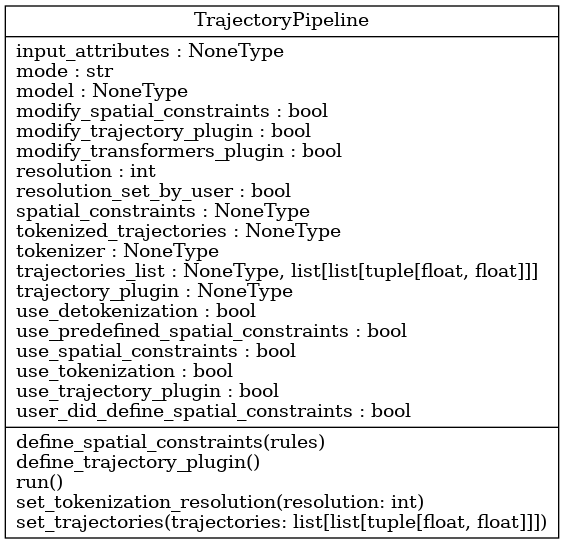 TrajectoryPipeline
input_attributes : NoneType
mode : str
model : NoneType
modify_spatial_constraints : bool
modify_trajectory_plugin : bool
modify_transformers_plugin : bool
resolution : int
resolution_set_by_user : bool
spatial_constraints : NoneType
tokenized_trajectories : NoneType
tokenizer : NoneType
trajectories_list : NoneType, list[list[tuple[float, float]]]
trajectory_plugin : NoneType
use_detokenization : bool
use_predefined_spatial_constraints : bool
use_spatial_constraints : bool
use_tokenization : bool
use_trajectory_plugin : bool
user_did_define_spatial_constraints : bool
define_spatial_constraints(rules)
define_trajectory_plugin()
run()
set_tokenization_resolution(resolution: int)
set_trajectories(trajectories: list[list[tuple[float, float]]])